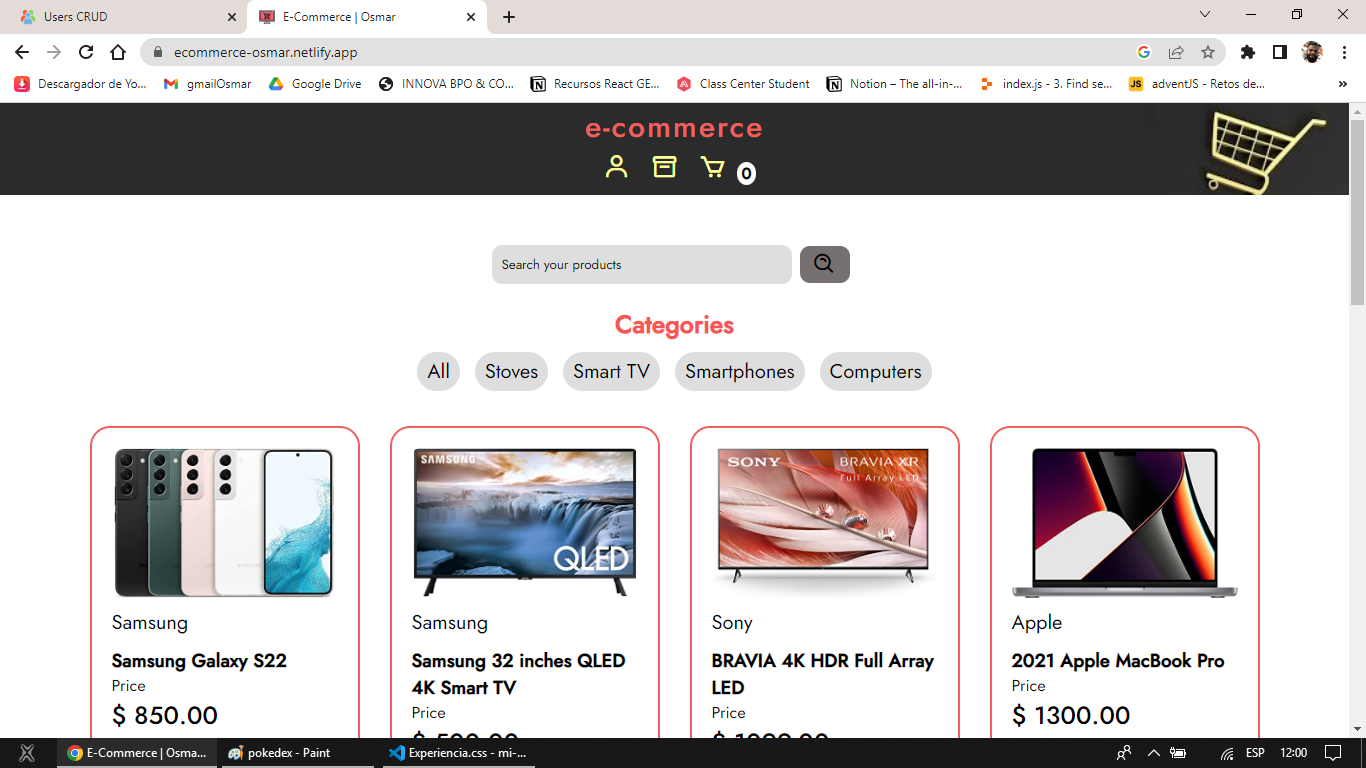 Users CRUD
E-Commerce | Osmar
ecommerce-osmar.netlify.app
Descargador de Yo...
gmailOsmar
Google Drive
INNOVA BPO & CO...
Recursos React GE...
Class Center Student
Notion – The all-in-...
index.js - 3. Find se...
JS
adventJS - Retos de...
e-commerce
0
Search your products
Categories
All
Stoves
Smart TV
Smartphones
Computers
SAMSUNG
QLED
SONY
BRAVIA XR
Full Array LED
Samsung
Samsung Galaxy S22
Price
$ 850.00
Samsung
Samsung 32 inches QLED
4K Smart TV
Price
Sony
BRAVIA 4K HDR Full Array
LED
Price
Apple
2021 Apple MacBook Pro
Price
$ 1300.00
E-Commerce | Osma...
pokedex - Paint
Experiencia.css - mi-...
ESP
12:00